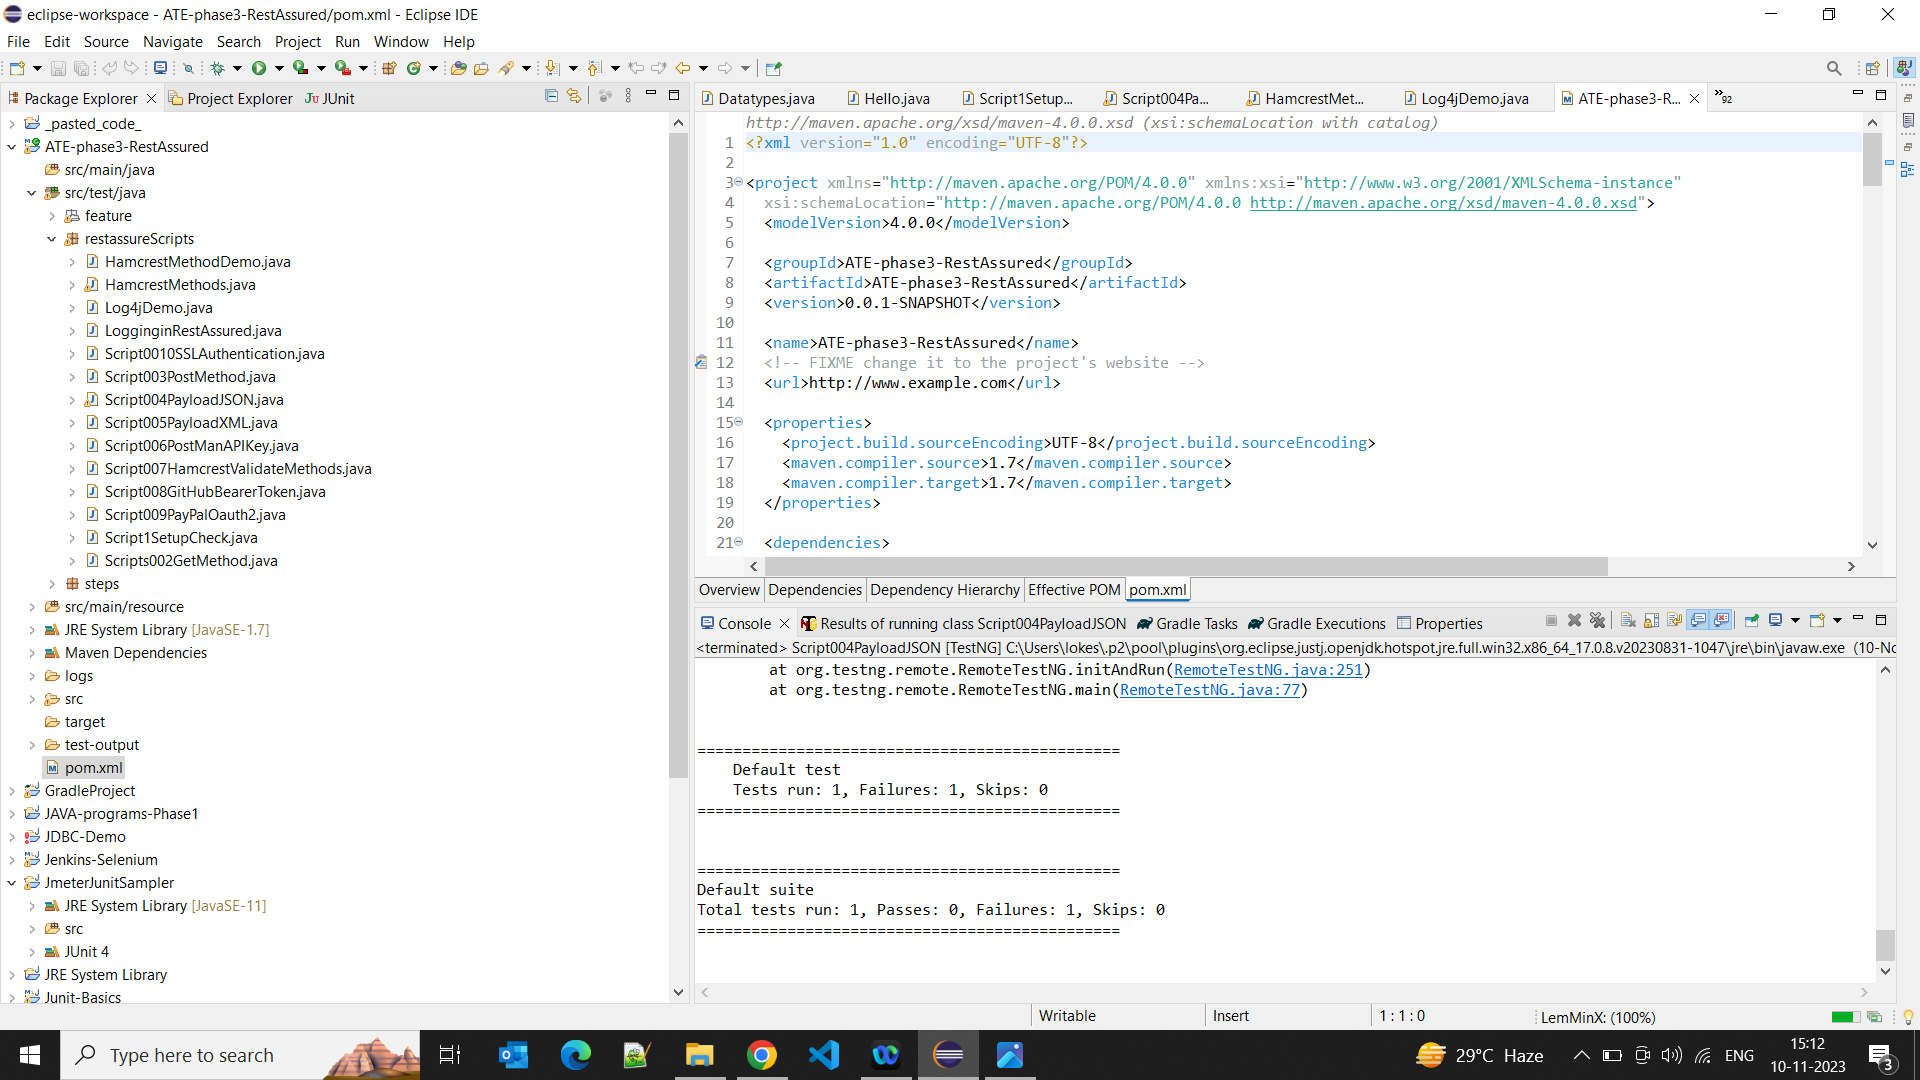 eclipse-workspace - ATE-phase3-RestAssured/pom.xml - Eclipse IDE
File Edit Source Navigate Search Project Run Window Help
Package Explorer Project Explorer JUnit
_pasted_code_
ATE-phase3-RestAssured
src/main/java
src/test/java
feature
restassureScripts
HamcrestMethodDemo.java
HamcrestMethods.java
Log4jDemo.java
LogginginRestAssured.java
Script0010SSLAuthentication.java
Script003PostMethod.java
Script004PayloadJSON.java
Script005PayloadXML.java
Script006PostManAPIKey.java
Script007HamcrestValidateMethods.java
Script008GitHubBearerToken.java
Script009PayPalOauth2.java
Script1SetupCheck.java
Scripts002GetMethod.java
steps
src/main/resource
JRE System Library [JavaSE-1.7]
Maven Dependencies
logs
src
target
test-output
pom.xml
GradleProject
JAVA-programs-Phase1
JDBC-Demo
Jenkins-Selenium
JmeterJunitSampler
JRE System Library [JavaSE-11]
src
JUnit 4
JRE System Library
Junit-Basics
Datatypes.java Hello.java Script1Setup... Script004Pa... HamcrestMet... Log4jDemo.java ATE-phase3-R... »92
http://maven.apache.org/xsd/maven-4.0.0.xsd (xsi:schemaLocation with catalog)
1 <?xml version="1.0" encoding="UTF-8"?>
2
3 <project xmlns="http://maven.apache.org/POM/4.0.0" xmlns:xsi="http://www.w3.org/2001/XMLSchema-instance"
4 xsi:schemaLocation="http://maven.apache.org/POM/4.0.0 http://maven.apache.org/xsd/maven-4.0.0.xsd">
5 <modelVersion>4.0.0</modelVersion>
6
7 <groupId>ATE-phase3-RestAssured</groupId>
8 <artifactId>ATE-phase3-RestAssured</artifactId>
9 <version>0.0.1-SNAPSHOT</version>
10
11 <name>ATE-phase3-RestAssured</name>
12 <!-- FIXME change it to the project's website -->
13 <url>http://www.example.com</url>
14
15 <properties>
16 <project.build.sourceEncoding>UTF-8</project.build.sourceEncoding>
17 <maven.compiler.source>1.7</maven.compiler.source>
18 <maven.compiler.target>1.7</maven.compiler.target>
19 </properties>
20
21 <dependencies>
Overview Dependencies Dependency Hierarchy Effective POM pom.xml
Console Results of running class Script004PayloadJSON Gradle Tasks Gradle Executions Properties
<terminated> Script004PayloadJSON [TestNG] C:\Users\lokes\.p2\pool\plugins\org.eclipse.justj.openjdk.hotspot.jre.full.win32.x86_64_17.0.8.v20230831-1047\jre\bin\javaw.exe (10-No
at org.testng.remote.RemoteTestNG.initAndRun(RemoteTestNG.java:251)
at org.testng.remote.RemoteTestNG.main(RemoteTestNG.java:77)
===============================================
Default test
Tests run: 1, Failures: 1, Skips: 0
===============================================
===============================================
Default suite
Total tests run: 1, Passes: 0, Failures: 1, Skips: 0
===============================================
Writable Insert 1 : 1 : 0 LemMinX: (100%)
Type here to search
29°C Haze
ENG
15:12
10-11-2023
3